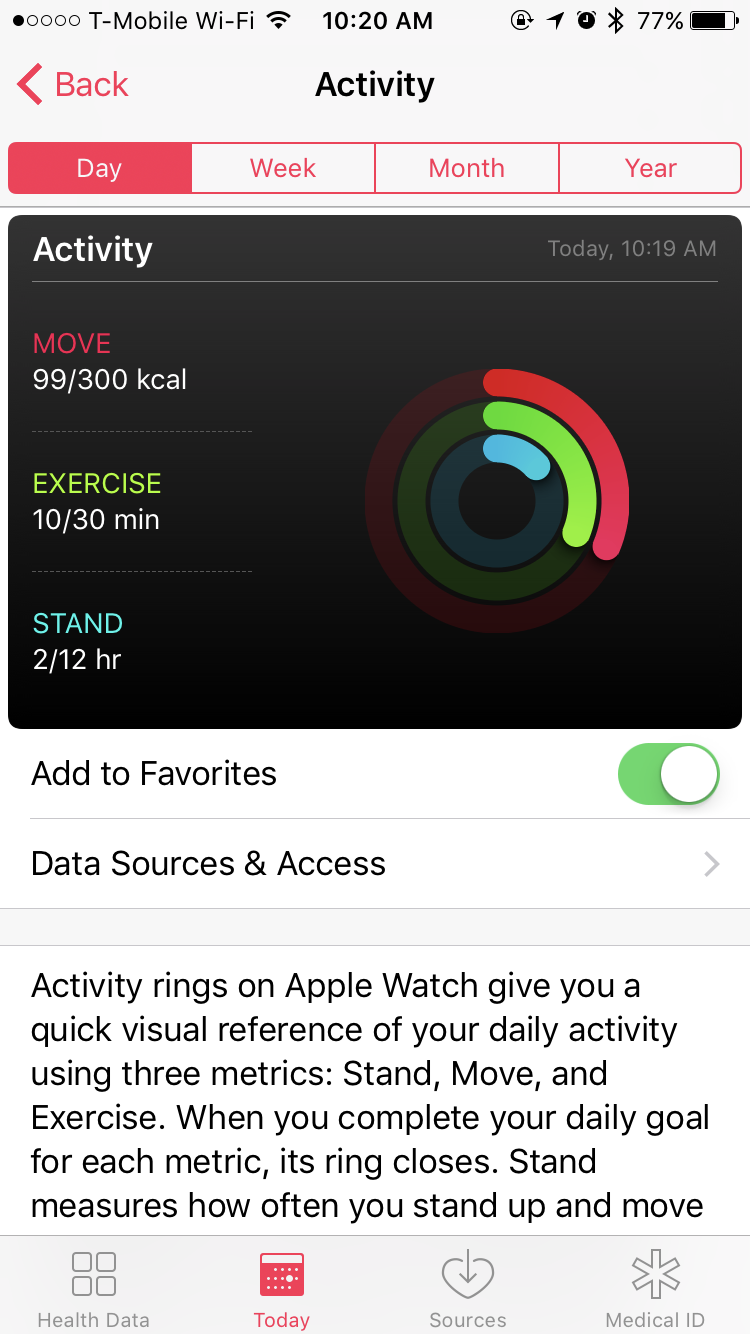 T-Mobile Wi-Fi 10:20 AM 77%
Back Activity
Day Week Month Year
Activity Today, 10:19 AM
MOVE
99/300 kcal
EXERCISE
10/30 min
STAND
2/12 hr
Add to Favorites
Data Sources & Access
Activity rings on Apple Watch give you a
quick visual reference of your daily activity
using three metrics: Stand, Move, and
Exercise. When you complete your daily goal
for each metric, its ring closes. Stand
measures how often you stand up and move
Health Data Today Sources Medical ID